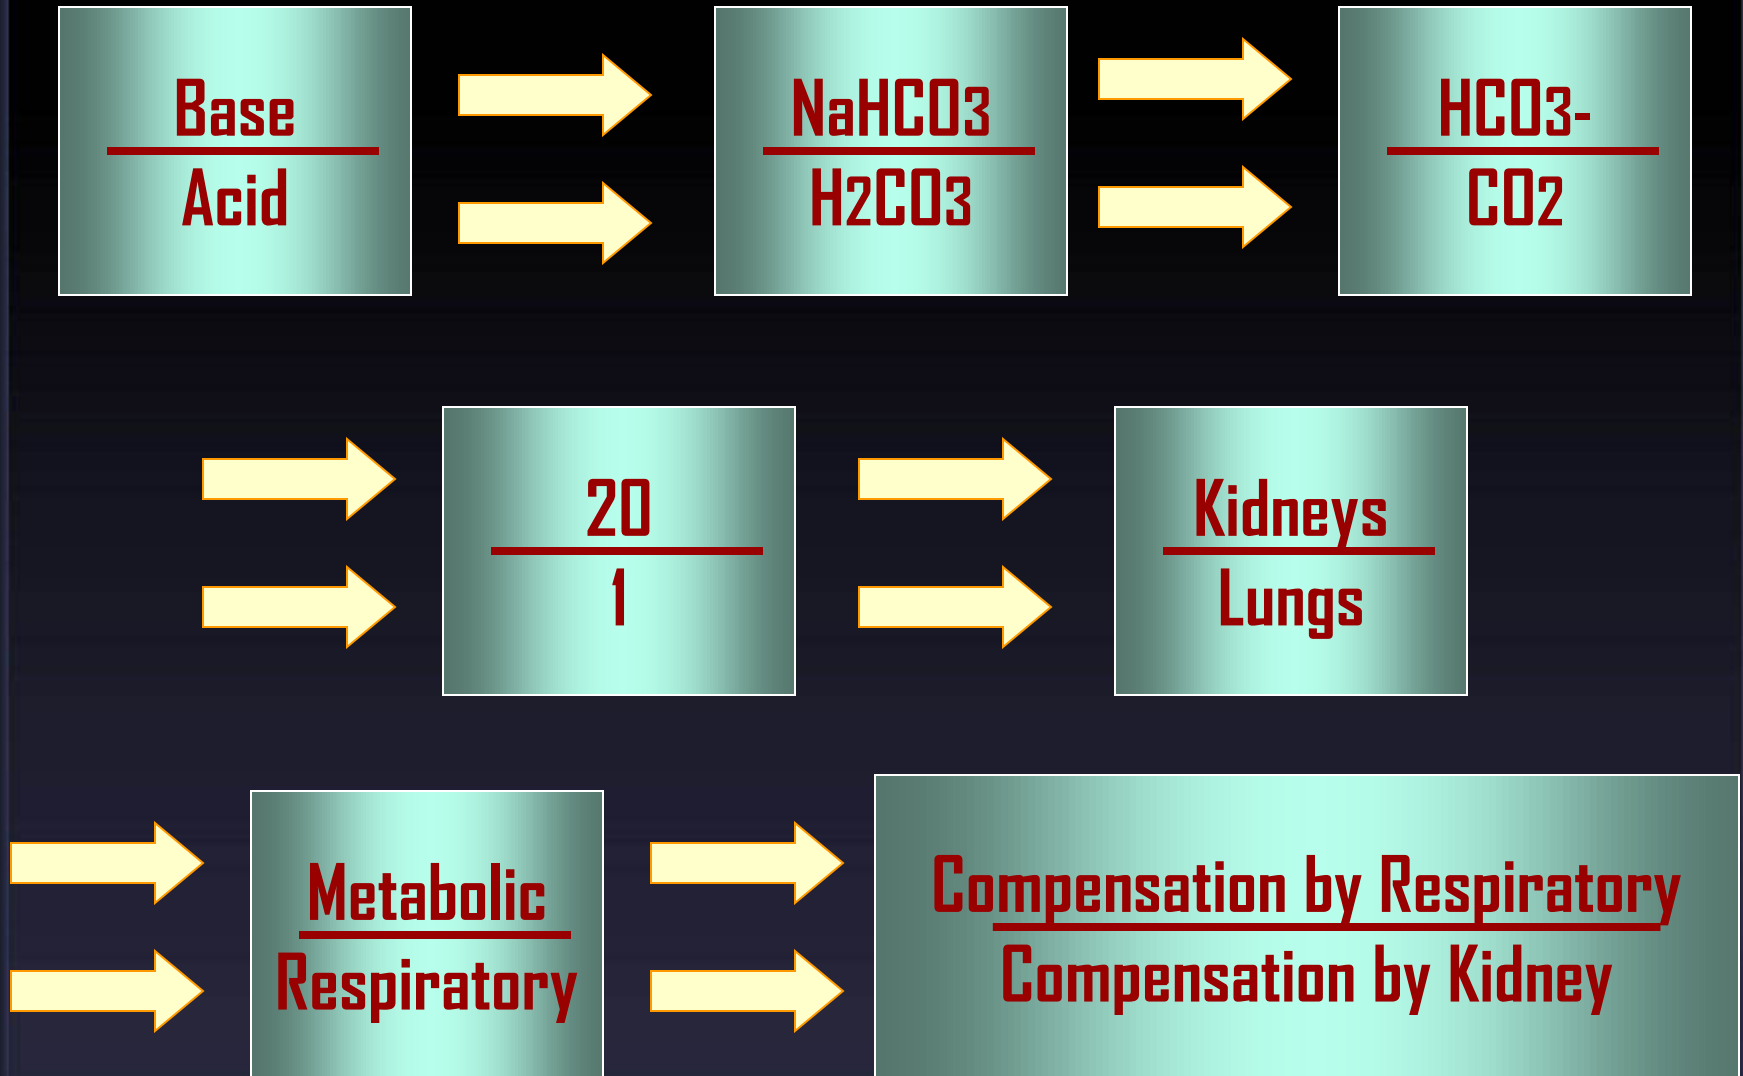 Base
Acid
NaHCO3
H2CO3
HCO3-
CO2
20
1
Kidneys
Lungs
Metabolic
Respiratory
Compensation by Respiratory
Compensation by Kidney